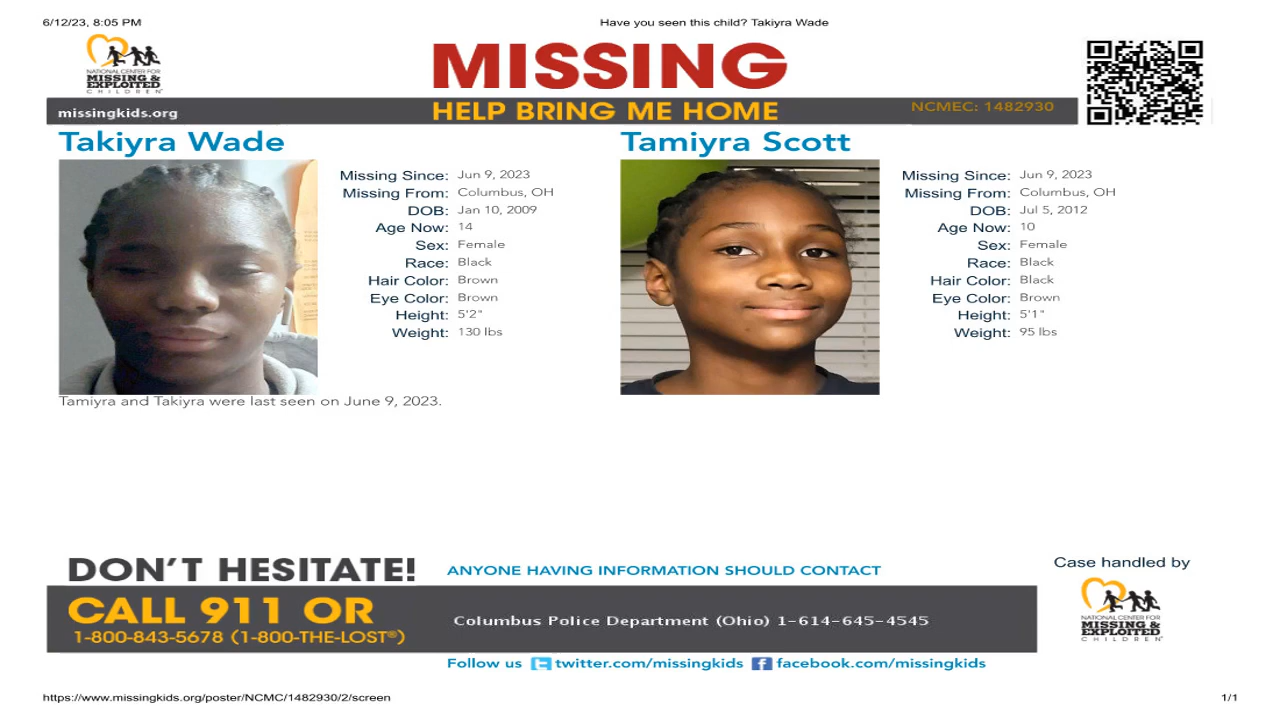 6/12/23, 8:05 PM
Have you seen this child? Takiyra Wade
NATIONAL CENTER FOR
MISSING &
EXPLOITED
CHILDREN
MISSING
missingkids.org
HELP BRING ME HOME
NCMEC: 1482930
Takiyra Wade
Missing Since: Jun 9, 2023
Missing From: Columbus, OH
DOB: Jan 10, 2009
Age Now: 14
Sex: Female
Race: Black
Hair Color: Brown
Eye Color: Brown
Height: 5'2"
Weight: 130 lbs
Tamiyra Scott
Missing Since: Jun 9, 2023
Missing From: Columbus, OH
DOB: Jul 5, 2012
Age Now: 10
Sex: Female
Race: Black
Hair Color: Black
Eye Color: Brown
Height: 5'1"
Weight: 95 lbs
Tamiyra and Takiyra were last seen on June 9, 2023.
DON'T HESITATE!
CALL 911 OR
1-800-843-5678 (1-800-THE-LOST®)
ANYONE HAVING INFORMATION SHOULD CONTACT
Columbus Police Department (Ohio) 1-614-645-4545
Follow us twitter.com/missingkids facebook.com/missingkids
Case handled by
NATIONAL CENTER FOR
MISSING &
EXPLOITED
CHILDREN
https://www.missingkids.org/poster/NCMC/1482930/2/screen
1/1